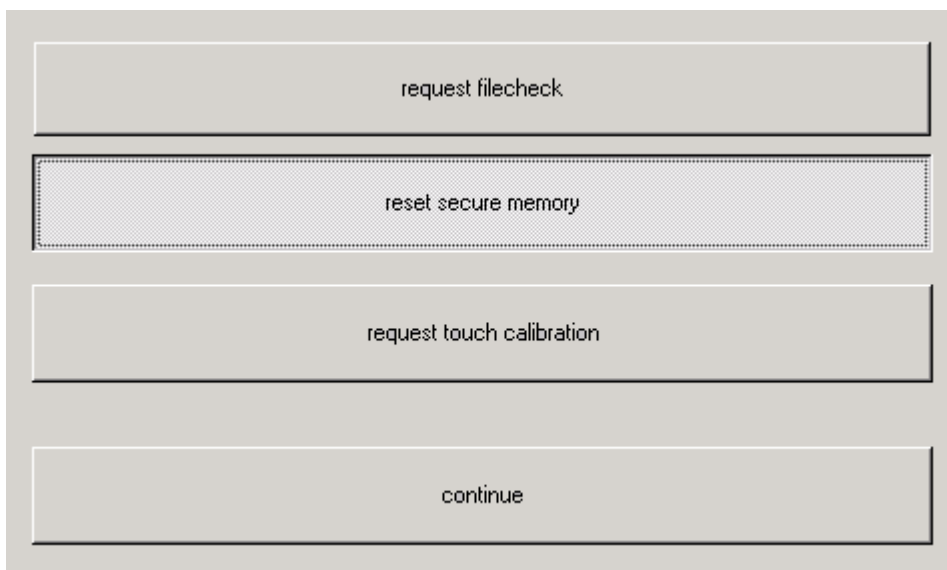 request filecheck
reset secure memory
request touch calibration
continue